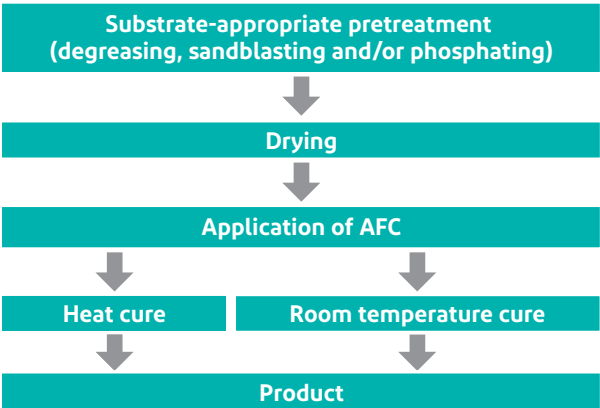 Substrate-appropriate pretreatment
(degreasing, sandblasting and/or phosphating)
Drying
Application of AFC
Heat cure
Room temperature cure
Product